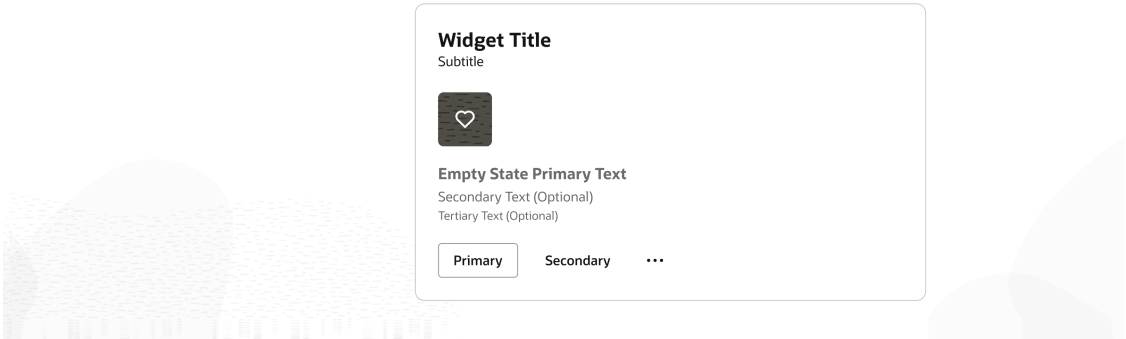 Widget Title
Subtitle
Empty State Primary Text
Secondary Text (Optional)
Tertiary Text (Optional)
Primary Secondary ...